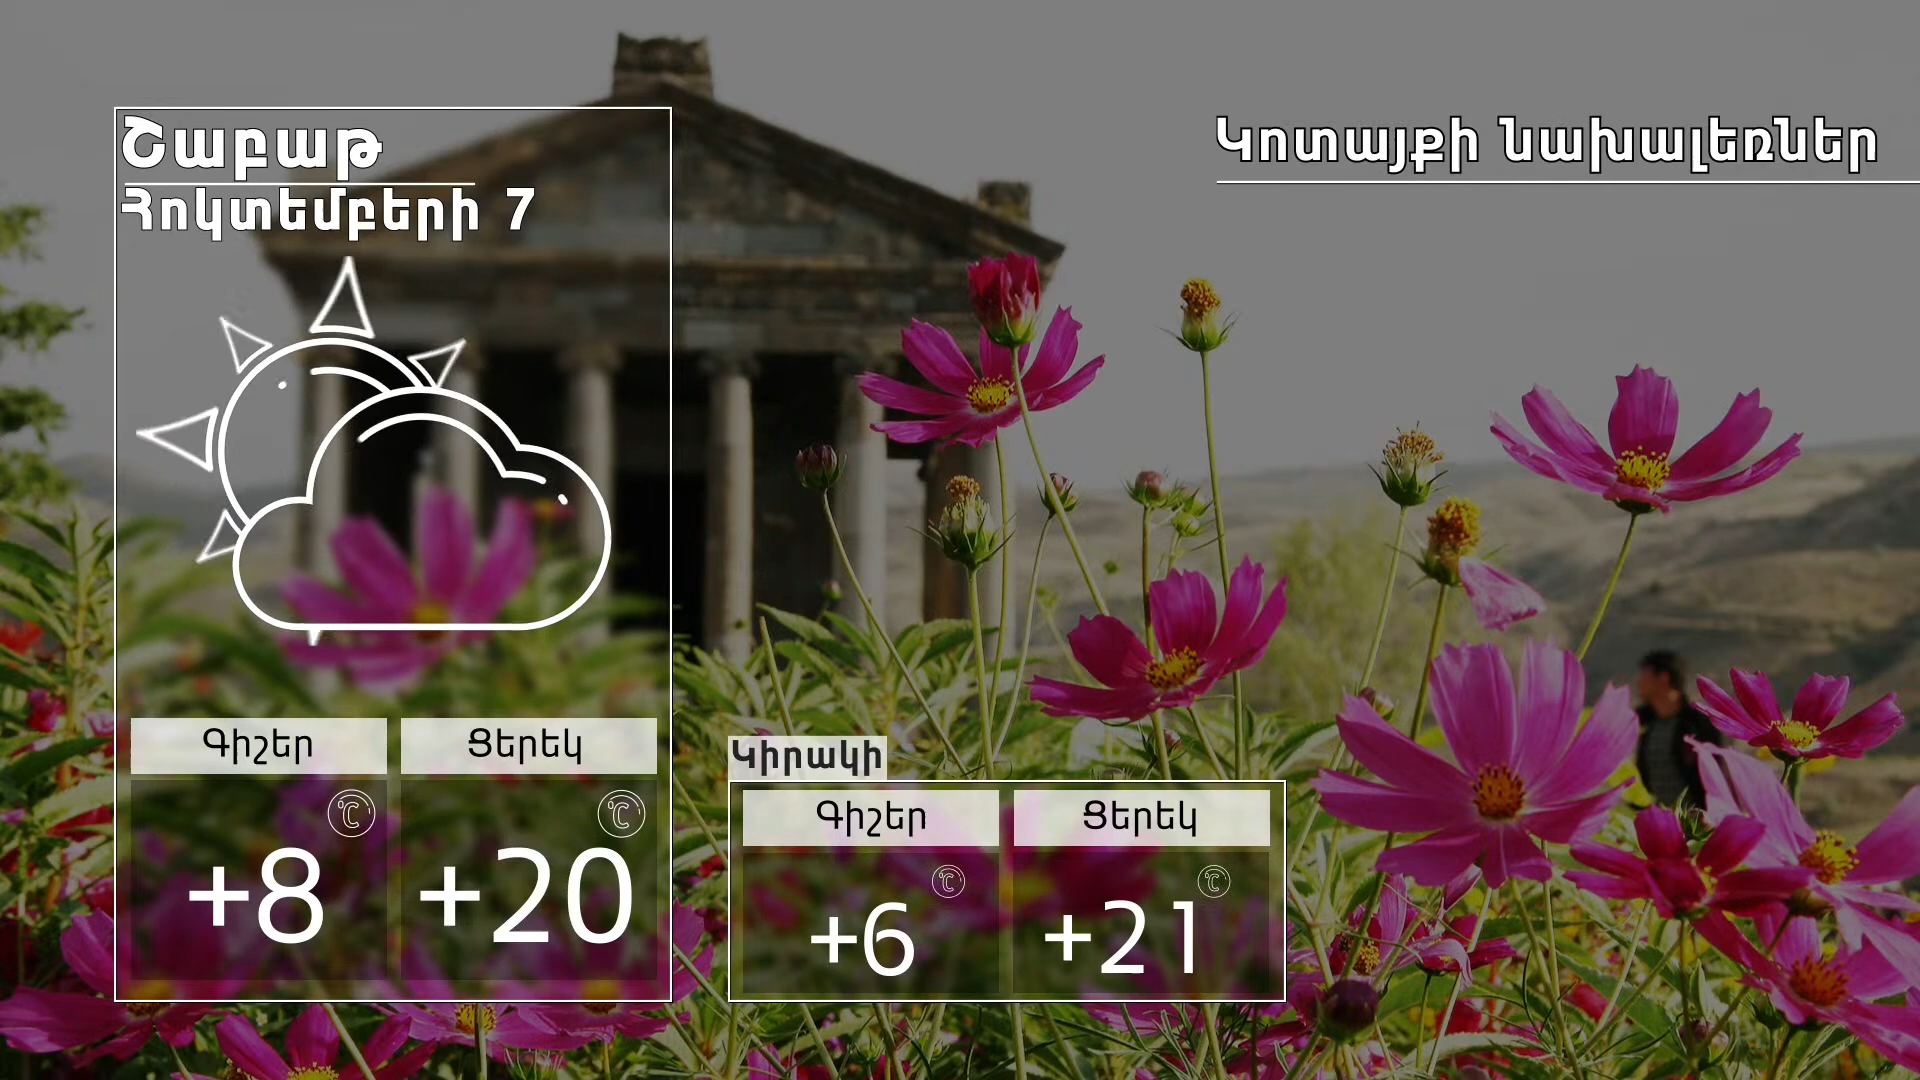 Շաբաթ
Հոկտեմբերի 7
Կոտայքի նախալեռներ
Գիշեր Ցերեկ
°C °C
+8 +20
Կիրակի
Գիշեր Ցերեկ
°C °C
+6 +21